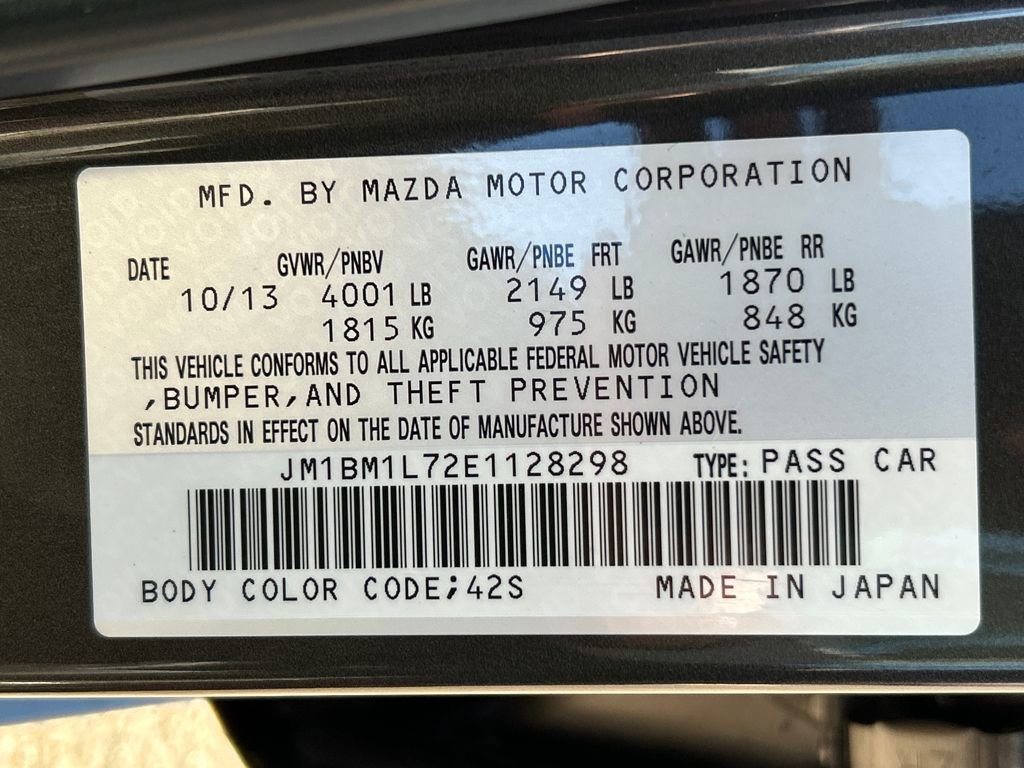 MFD. BY MAZDA MOTOR CORPORATION
DATE GVWR/PNBV GAWR/PNBE FRT GAWR/PNBE RR
10/13 4001 LB 2149 LB 1870 LB
1815 KG 975 KG 848 KG
THIS VEHICLE CONFORMS TO ALL APPLICABLE FEDERAL MOTOR VEHICLE SAFETY
,BUMPER,AND THEFT PREVENTION
STANDARDS IN EFFECT ON THE DATE OF MANUFACTURE SHOWN ABOVE.
JM1BM1L72E1128298 TYPE: PASS CAR
BODY COLOR CODE;42S MADE IN JAPAN